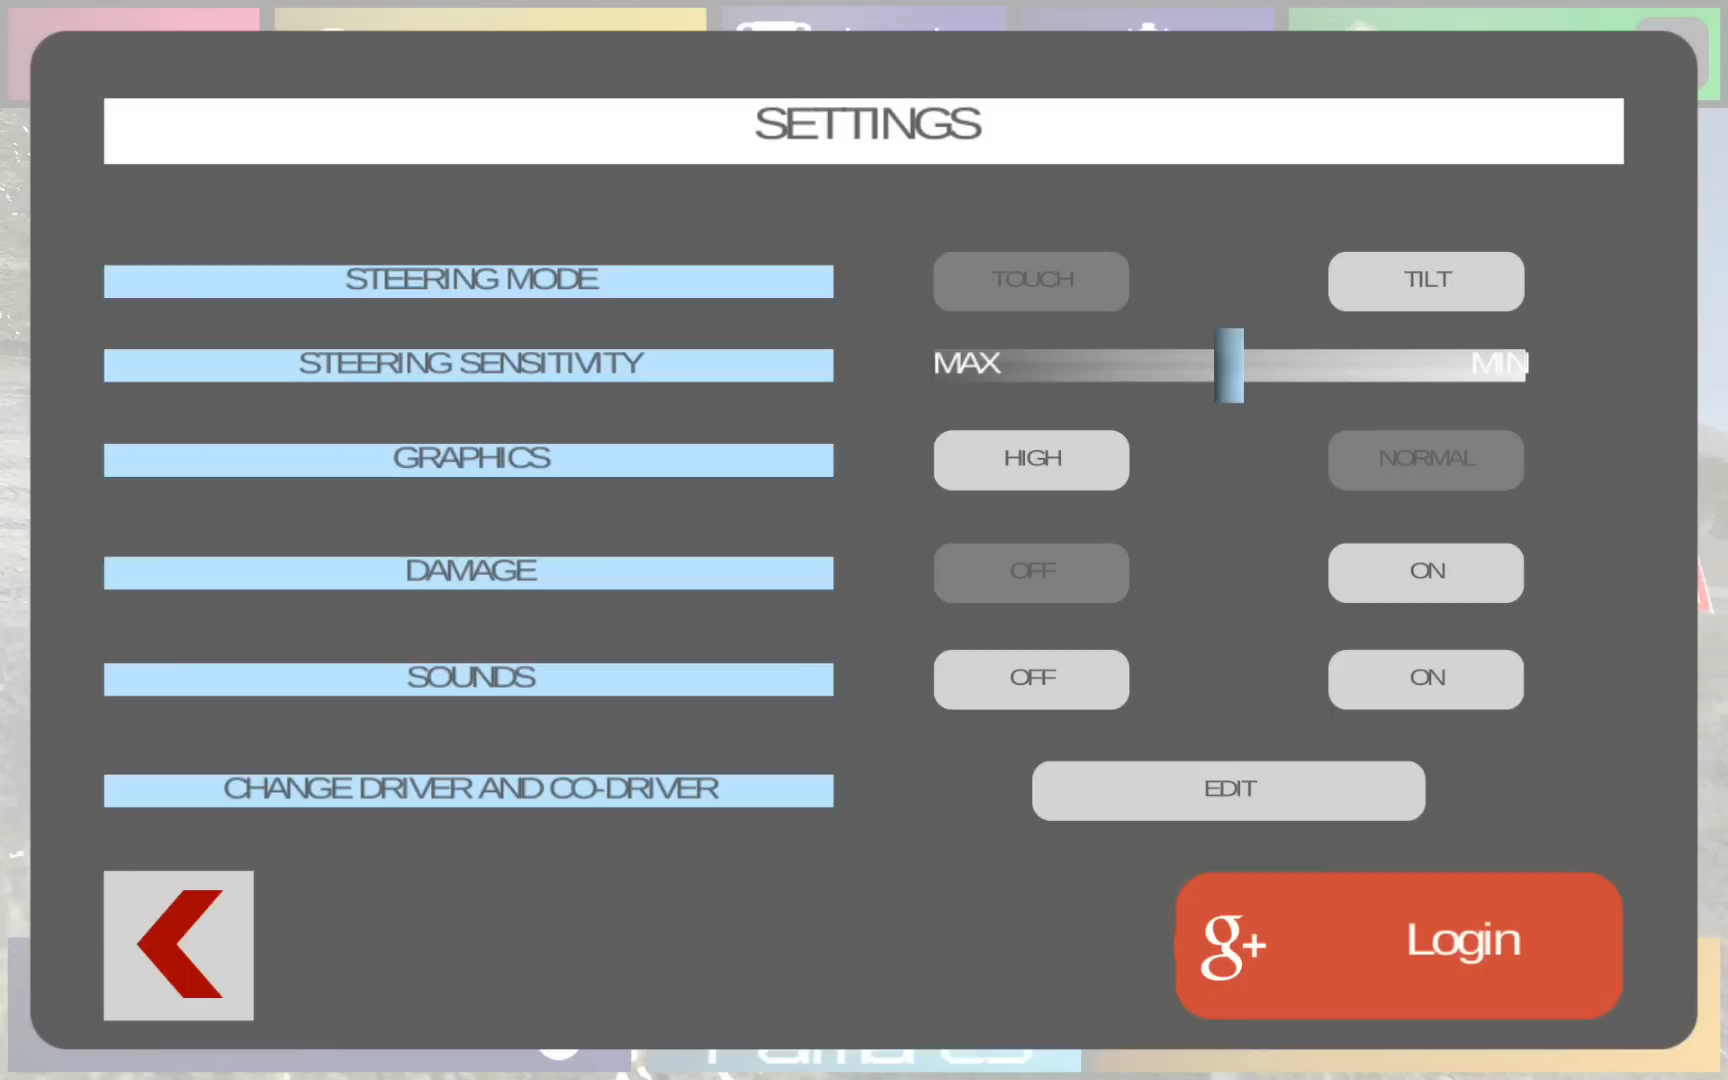 SETTINGS
STEERING MODE
TOUCH
TILT
STEERING SENSITIVITY
MAX
MIN
GRAPHICS
HIGH
NORMAL
DAMAGE
OFF
ON
SOUNDS
OFF
ON
CHANGE DRIVER AND CO-DRIVER
EDIT
g+ Login